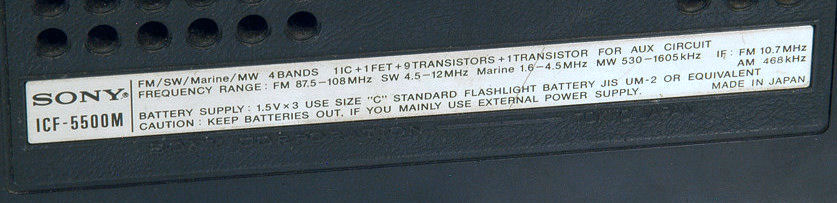 SONY®
ICF-5500M
FM/SW/Marine/MW 4BANDS 1IC+1FET+9TRANSISTORS+1TRANSISTOR FOR AUX CIRCUIT
FREQUENCY RANGE : FM 87.5-108MHz SW 4.5-12MHz Marine 1.6-4.5MHz MW 530-1605kHz IF : FM 10.7MHz
AM 468kHz
BATTERY SUPPLY : 1.5V×3 USE SIZE "C" STANDARD FLASHLIGHT BATTERY JIS UM-2 OR EQUIVALENT
CAUTION : KEEP BATTERIES OUT, IF YOU MAINLY USE EXTERNAL POWER SUPPLY. MADE IN JAPAN